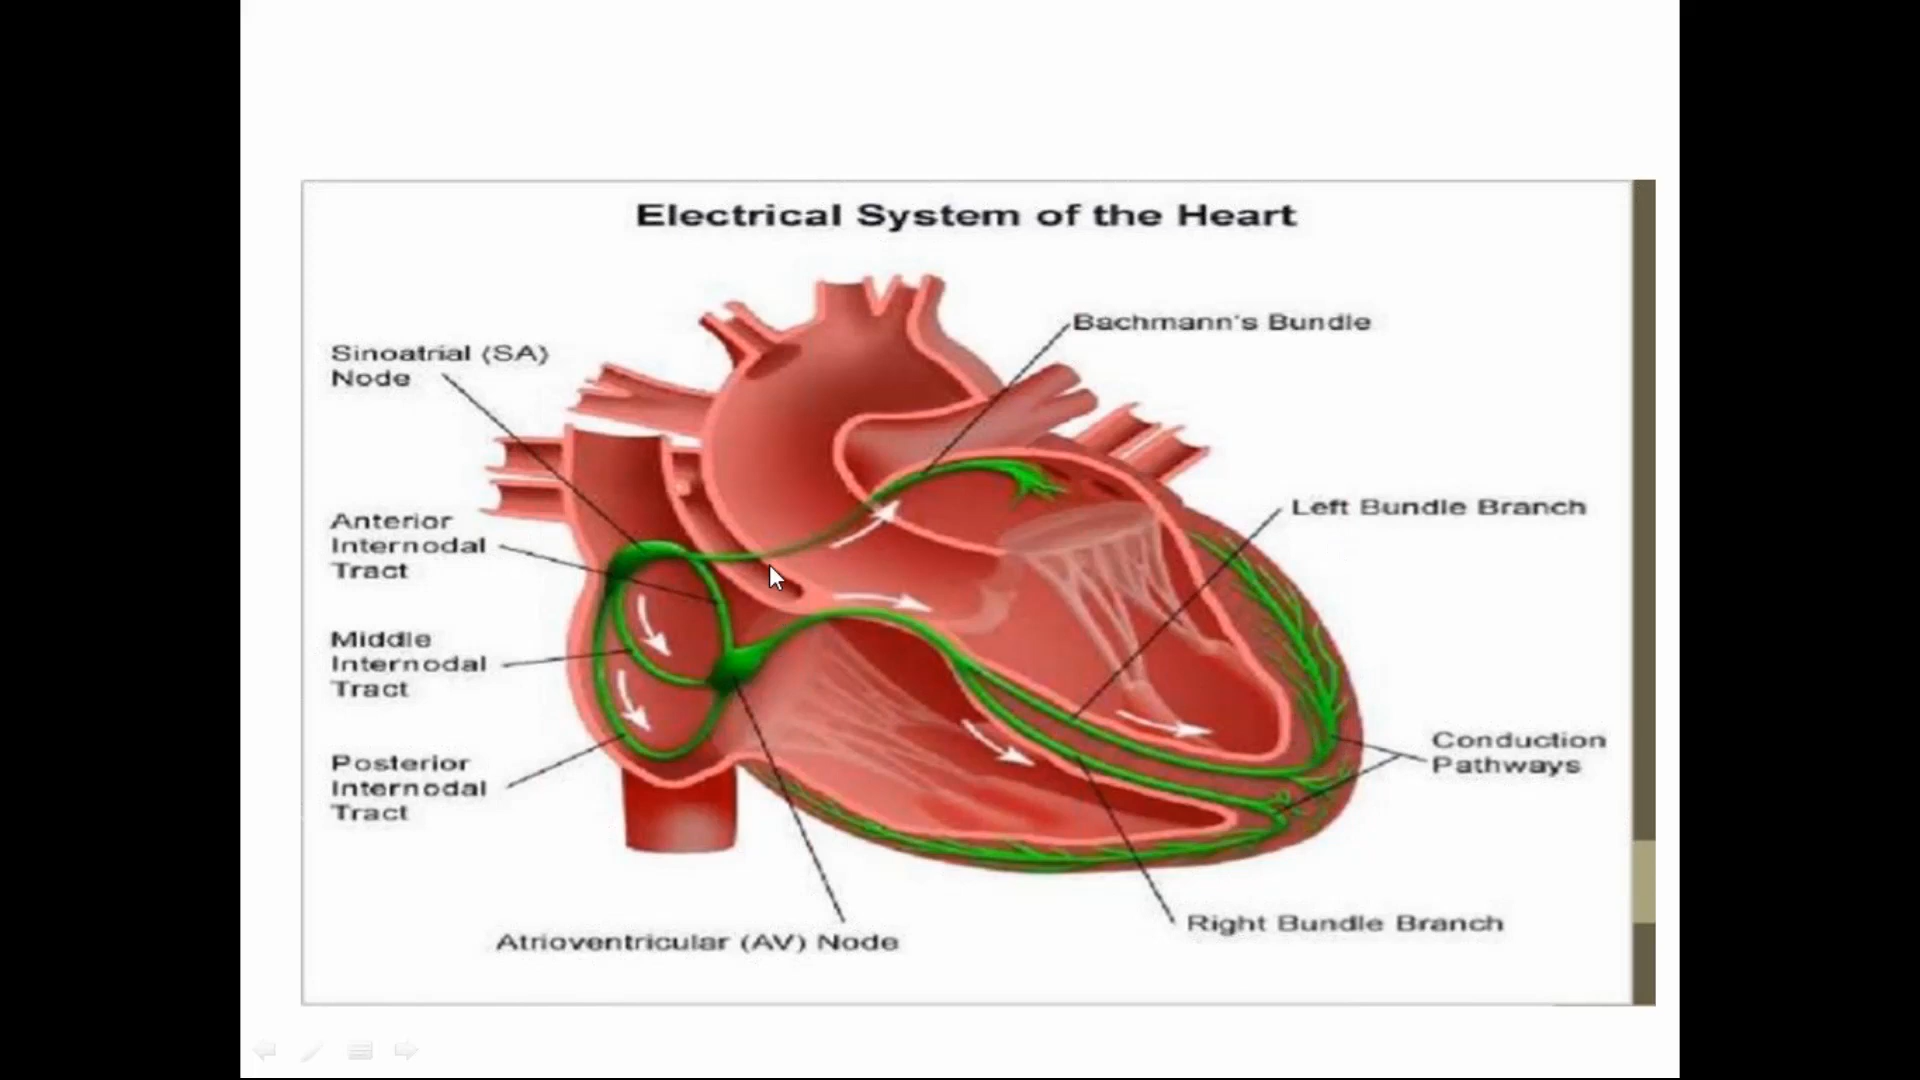 Electrical System of the Heart
Bachmann's Bundle
Sinoatrial (SA)
Node
Left Bundle Branch
Anterior
Internodal
Tract
Middle
Internodal
Tract
Conduction
Pathways
Posterior
Internodal
Tract
Right Bundle Branch
Atrioventricular (AV) Node